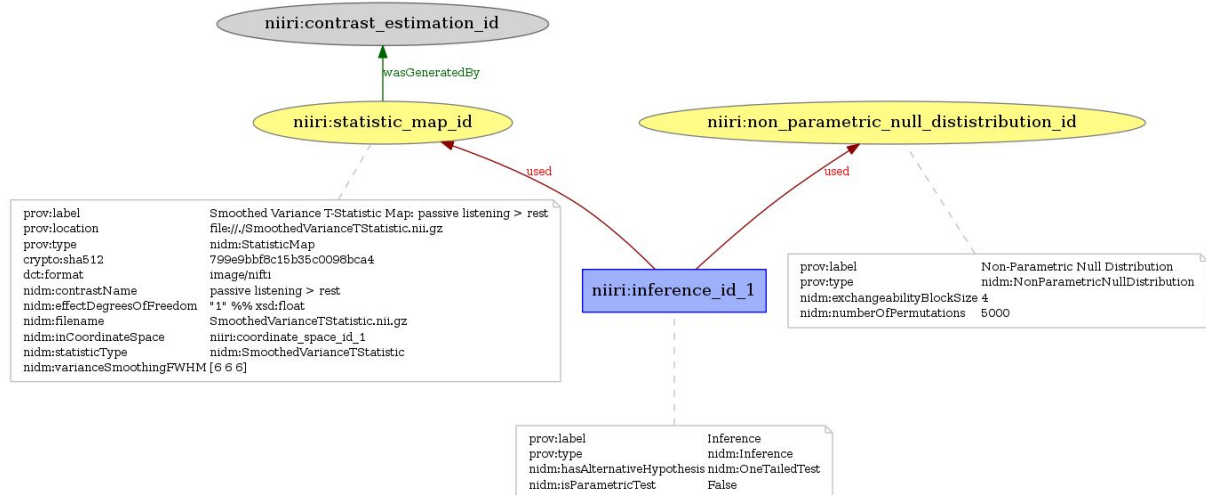 niiri:contrast_estimation_id
wasGeneratedBy
niiri:statistic_map_id
niiri:non_parametric_null_dististribution_id
used
used
prov:label Smoothed Variance T-Statistic Map: passive listening > rest
prov:location file://./SmoothedVarianceTStatistic.nii.gz
prov:type nidm:StatisticMap
crypto:sha512 799e9bbf8c15b35c0098bca4
dct:format image/nifti
nidm:contrastName passive listening > rest
nidm:effectDegreesOfFreedom "1" %% xsd:float
nidm:filename SmoothedVarianceTStatistic.nii.gz
nidm:inCoordinateSpace niiri:coordinate_space_id_1
nidm:statisticType nidm:SmoothedVarianceTStatistic
nidm:varianceSmoothingFWHM [6 6 6]
niiri:inference_id_1
prov:label Non-Parametric Null Distribution
prov:type nidm:NonParametricNullDistribution
nidm:exchangeabilityBlockSize 4
nidm:numberOfPermutations 5000
prov:label Inference
prov:type nidm:Inference
nidm:hasAlternativeHypothesis nidm:OneTailedTest
nidm:isParametricTest False